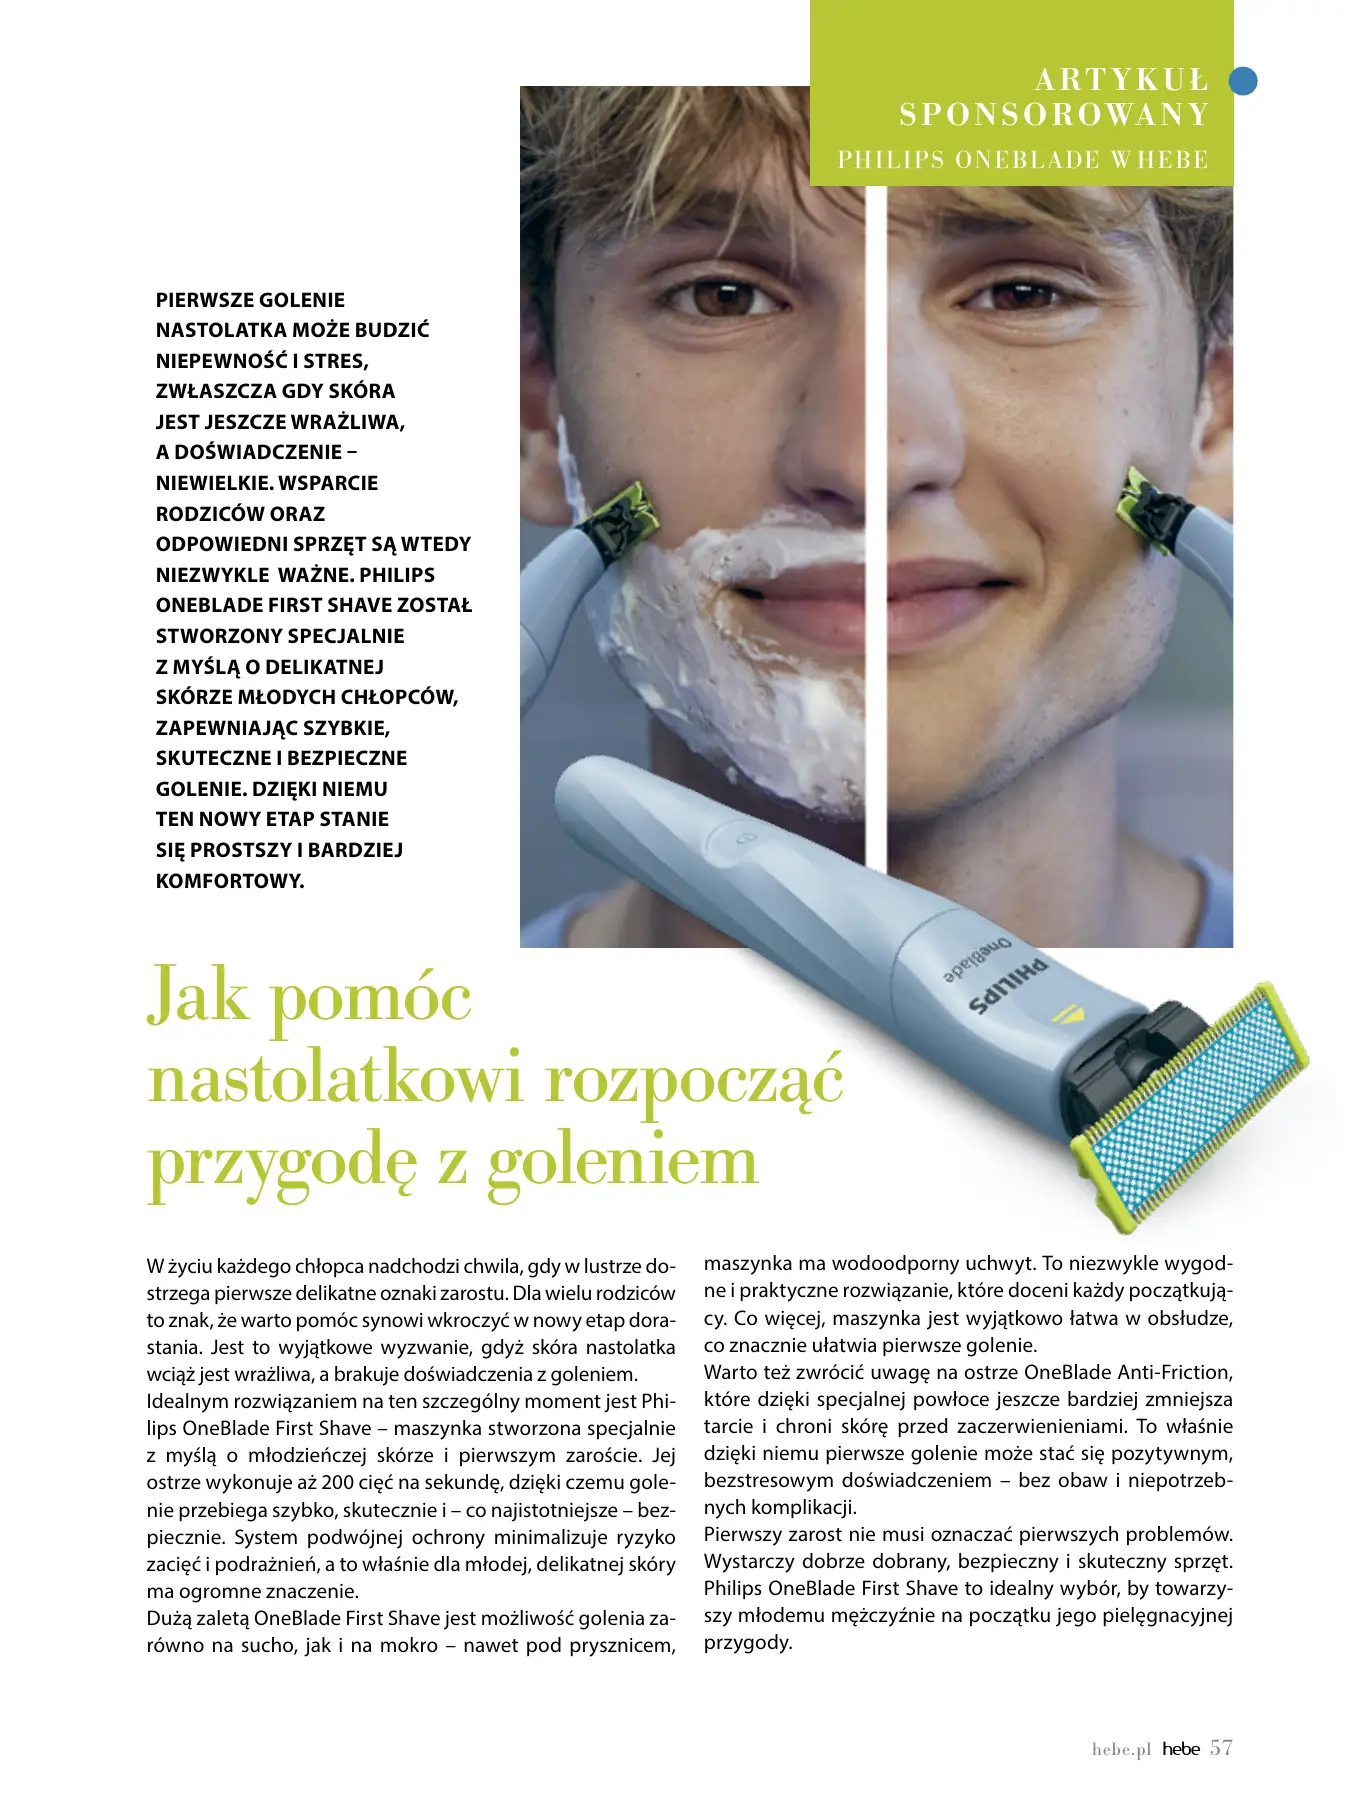 ARTYKUŁ
SPONSOROWANY
PHILIPS ONEBLADE W HEBE
PIERWSZE GOLENIE
NASTOLATKA MOŻE BUDZIĆ
NIEPEWNOŚĆ I STRES,
ZWŁASZCZA GDY SKÓRA
JEST JESZCZE WRAŻLIWA,
A DOŚWIADCZENIE –
NIEWIELKIE. WSPARCIE
RODZICÓW ORAZ
ODPOWIEDNI SPRZĘT SĄ WTEDY
NIEZWYKLE WAŻNE. PHILIPS
ONEBLADE FIRST SHAVE ZOSTAŁ
STWORZONY SPECJALNIE
Z MYŚLĄ O DELIKATNEJ
SKÓRZE MŁODYCH CHŁOPCÓW,
ZAPEWNIAJĄC SZYBKIE,
SKUTECZNE I BEZPIECZNE
GOLENIE. DZIĘKI NIEMU
TEN NOWY ETAP STANIE
SIĘ PROSTSZY I BARDZIEJ
KOMFORTOWY.
PHILIPS
OneBlade
Jak pomóc
nastolatkowi rozpocząć
przygodę z goleniem
W życiu każdego chłopca nadchodzi chwila, gdy w lustrze do-
strzega pierwsze delikatne oznaki zarostu. Dla wielu rodziców
to znak, że warto pomóc synowi wkroczyć w nowy etap dora-
stania. Jest to wyjątkowe wyzwanie, gdyż skóra nastolatka
wciąż jest wrażliwa, a brakuje doświadczenia z goleniem.
Idealnym rozwiązaniem na ten szczególny moment jest Phi-
lips OneBlade First Shave – maszynka stworzona specjalnie
z myślą o młodzieńczej skórze i pierwszym zaroście. Jej
ostrze wykonuje aż 200 cięć na sekundę, dzięki czemu gole-
nie przebiega szybko, skutecznie i – co najistotniejsze – bez-
piecznie. System podwójnej ochrony minimalizuje ryzyko
zacięć i podrażnień, a to właśnie dla młodej, delikatnej skóry
ma ogromne znaczenie.
Dużą zaletą OneBlade First Shave jest możliwość golenia za-
równo na sucho, jak i na mokro – nawet pod prysznicem,
maszynka ma wodoodporny uchwyt. To niezwykle wygod-
ne i praktyczne rozwiązanie, które doceni każdy początkują-
cy. Co więcej, maszynka jest wyjątkowo łatwa w obsłudze,
co znacznie ułatwia pierwsze golenie.
Warto też zwrócić uwagę na ostrze OneBlade Anti-Friction,
które dzięki specjalnej powłoce jeszcze bardziej zmniejsza
tarcie i chroni skórę przed zaczerwienieniami. To właśnie
dzięki niemu pierwsze golenie może stać się pozytywnym,
bezstresowym doświadczeniem – bez obaw i niepotrzeb-
nych komplikacji.
Pierwszy zarost nie musi oznaczać pierwszych problemów.
Wystarczy dobrze dobrany, bezpieczny i skuteczny sprzęt.
Philips OneBlade First Shave to idealny wybór, by towarzy-
szy młodemu mężczyźnie na początku jego pielęgnacyjnej
przygody.
hebe.pl hebe 57